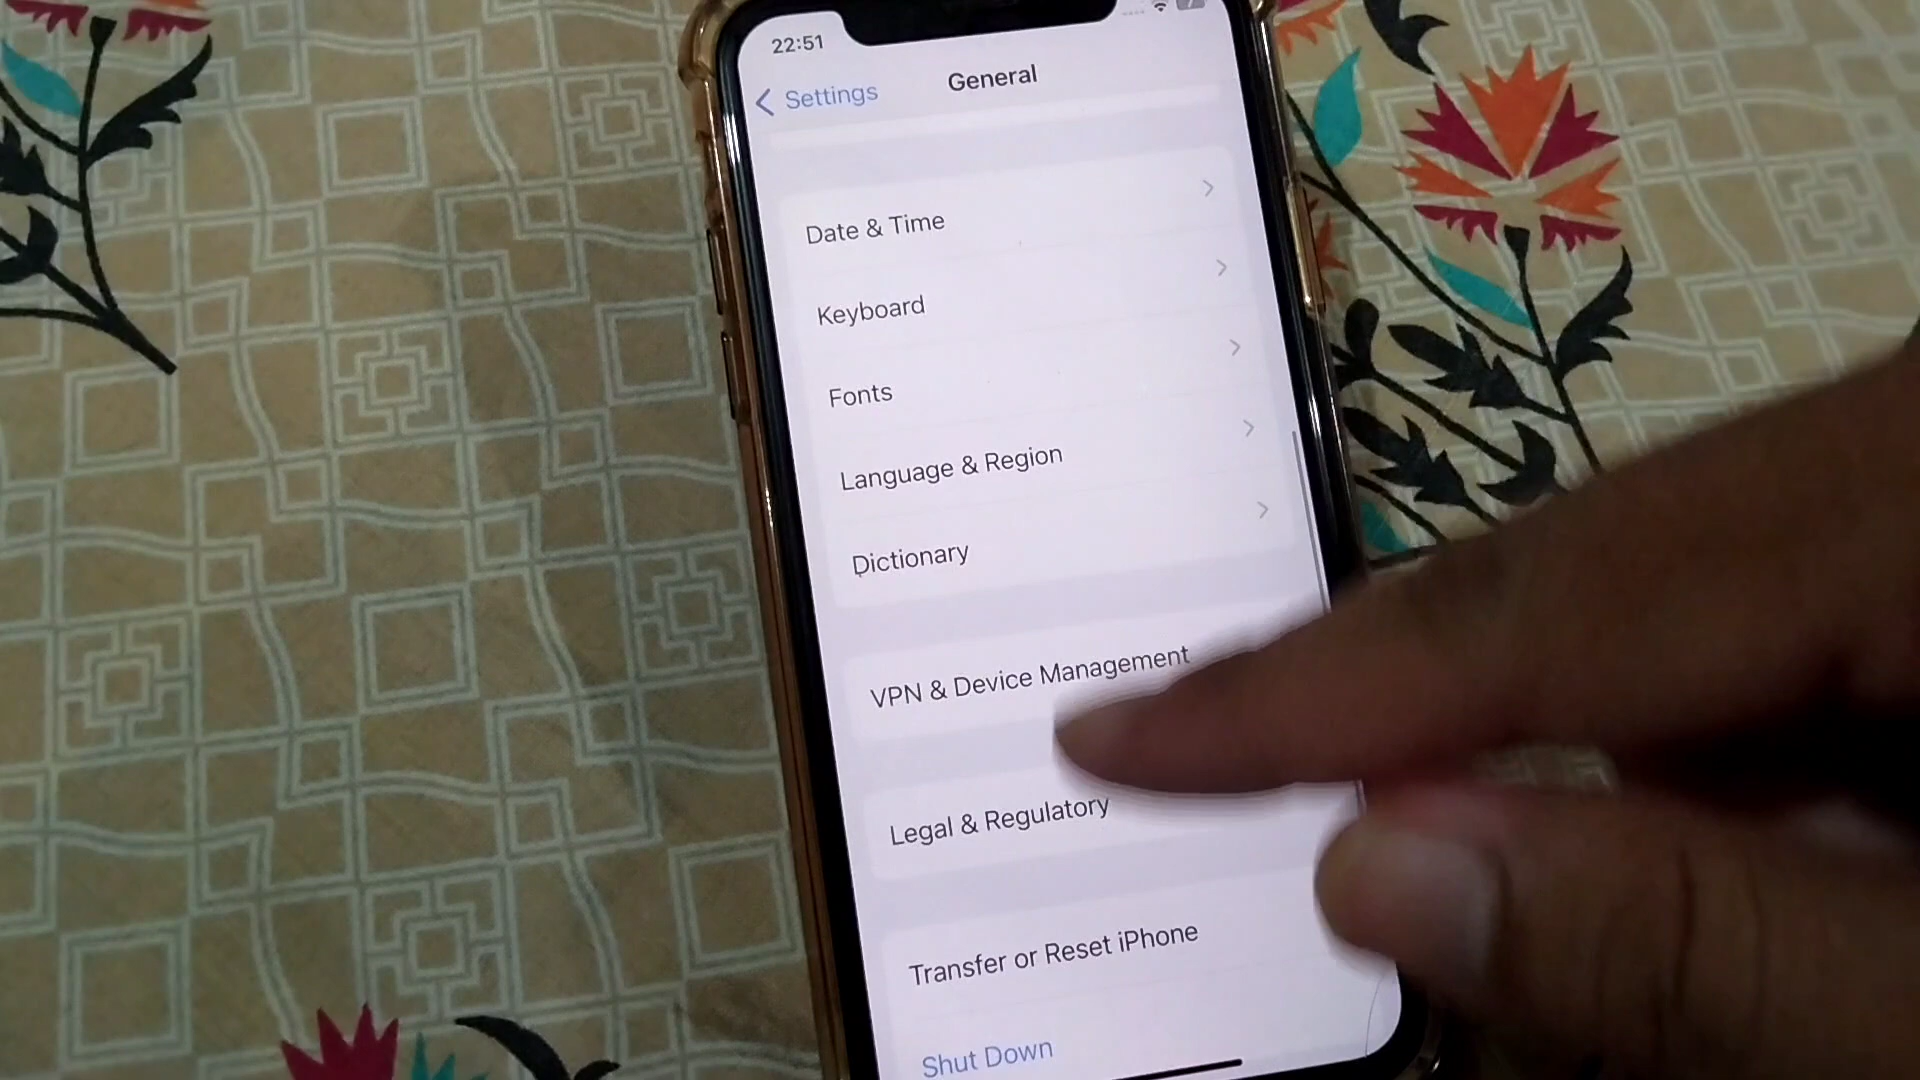 22:51
Settings
General
Date & Time
Keyboard
Fonts
Language & Region
Dictionary
VPN & Device Management
Legal & Regulatory
Transfer or Reset iPhone
Shut Down